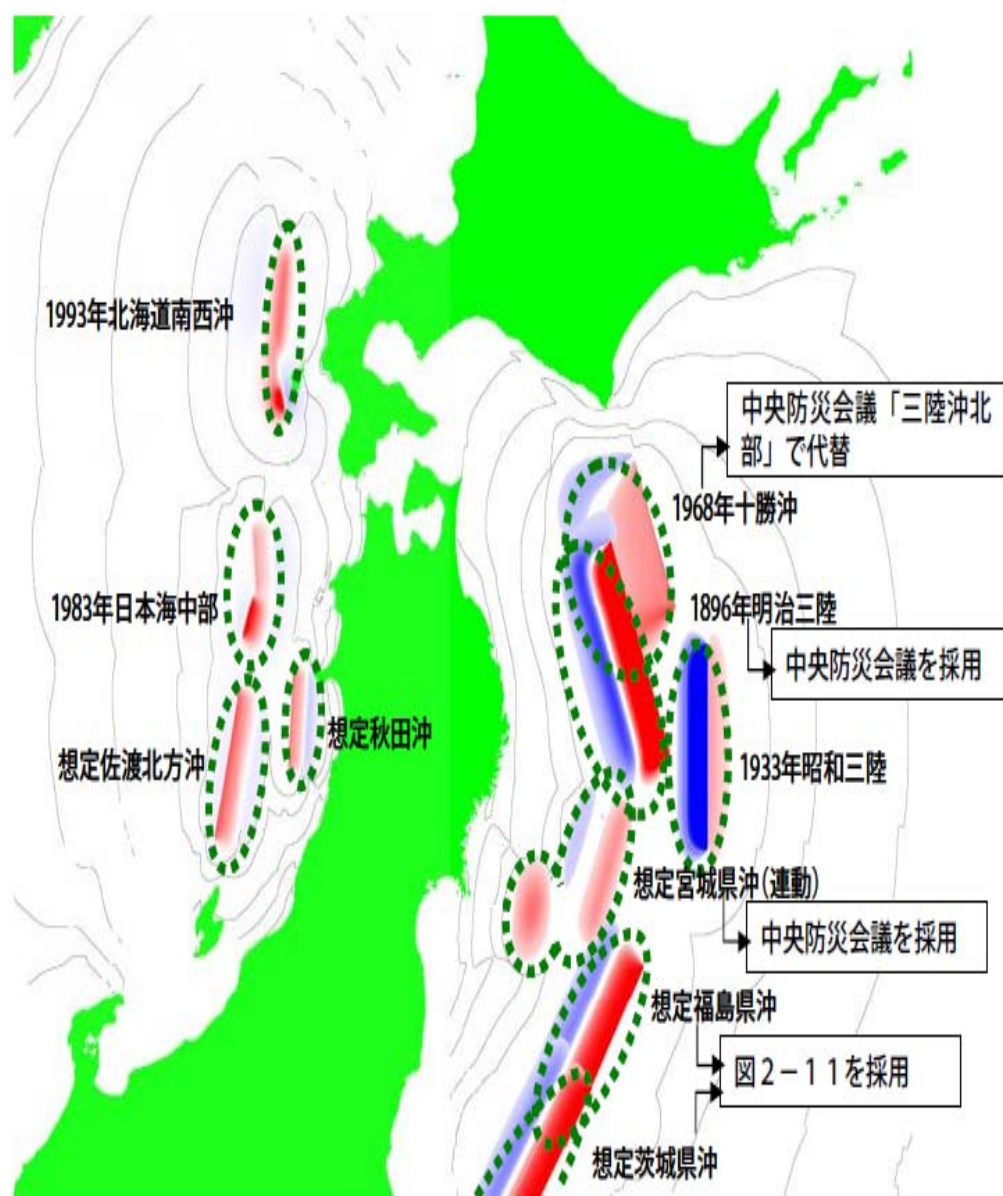 1993年北海道南西沖
中央防災会議「三陸沖北
部」で代替
1968年十勝沖
1983年日本海中部
1896年明治三陸
中央防災会議を採用
想定秋田沖
想定佐渡北方沖
1933年昭和三陸
想定宮城県沖(連動)
中央防災会議を採用
想定福島県沖
図2－11を採用
想定茨城県沖